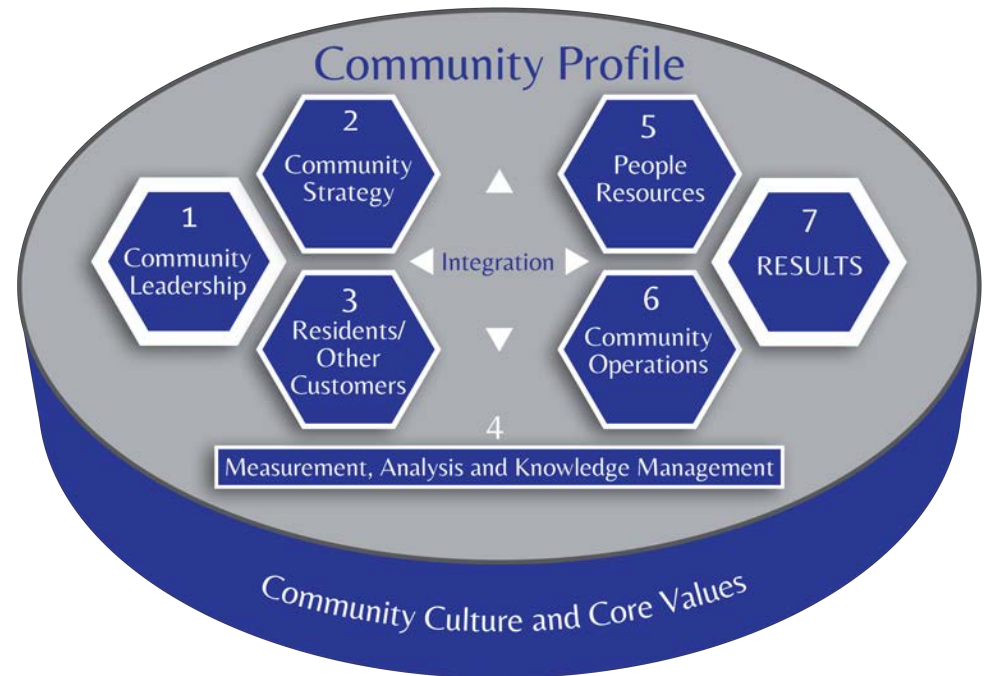 Community Profile
1
Community
Leadership
2
Community
Strategy
3
Residents/
Other
Customers
Integration
5
People
Resources
6
Community
Operations
7
RESULTS
4
Measurement, Analysis and Knowledge Management
Community Culture and Core Values